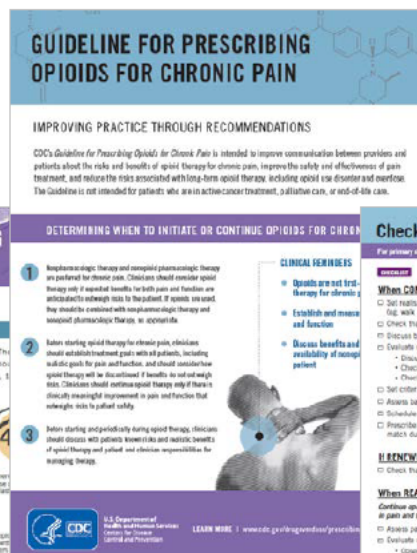 GUIDELINE FOR PRESCRIBING
OPIOIDS FOR CHRONIC PAIN
IMPROVING PRACTICE THROUGH RECOMMENDATIONS
CDC's Guideline for Prescribing Opioids for Chronic Pain is intended to improve communication between providers and
patients about the risks and benefits of opioid therapy for chronic pain, improve the safety and effectiveness of pain
treatment, and reduce the risks associated with long-term opioid therapy, including opioid use disorder and overdose.
The Guideline is not intended for patients who are in active cancer treatment, palliative care, or end-of-life care.
DETERMINING WHEN TO INITIATE OR CONTINUE OPIOIDS FOR CHRON
1
Nonpharmacologic therapy and nonopioid pharmacologic therapy
are preferred for chronic pain. Clinicians should consider opioid
therapy only if expected benefits for both pain and function are
anticipated to outweigh risks to the patient. If opioids are used,
they should be combined with nonpharmacologic therapy and
nonopioid pharmacologic therapy, as appropriate.
2
Before starting opioid therapy for chronic pain, clinicians
should establish treatment goals with all patients, including
realistic goals for pain and function, and should consider how
opioid therapy will be discontinued if benefits do not outweigh
risks. Clinicians should continue opioid therapy only if there is
clinically meaningful improvement in pain and function that
outweighs risks to patient safety.
3
Before starting and periodically during opioid therapy, clinicians
should discuss with patients known risks and realistic benefits
of opioid therapy and patient and clinician responsibilities for
managing therapy.
CLINICAL REMINDERS
Opioids are not first-
therapy for chronic
Establish and measu
and function
Discuss benefits and
availability of nonopi
patient
CDC
U.S. Department of
Health and Human Services
Centers for Disease
Control and Prevention
LEARN MORE | www.cdc.gov/drugoverdose/prescribin
Check
For primary
CHECKLIST
When CON
Set realis
(eg, walk
Check tha
Discuss b
Evaluate
Discu
Chec
Chec
Set criter
Assess ba
Schedule
Prescribe
match du
If RENEW
Check tha
When REA
Continue op
in pain and
Assess pa
Evaluate